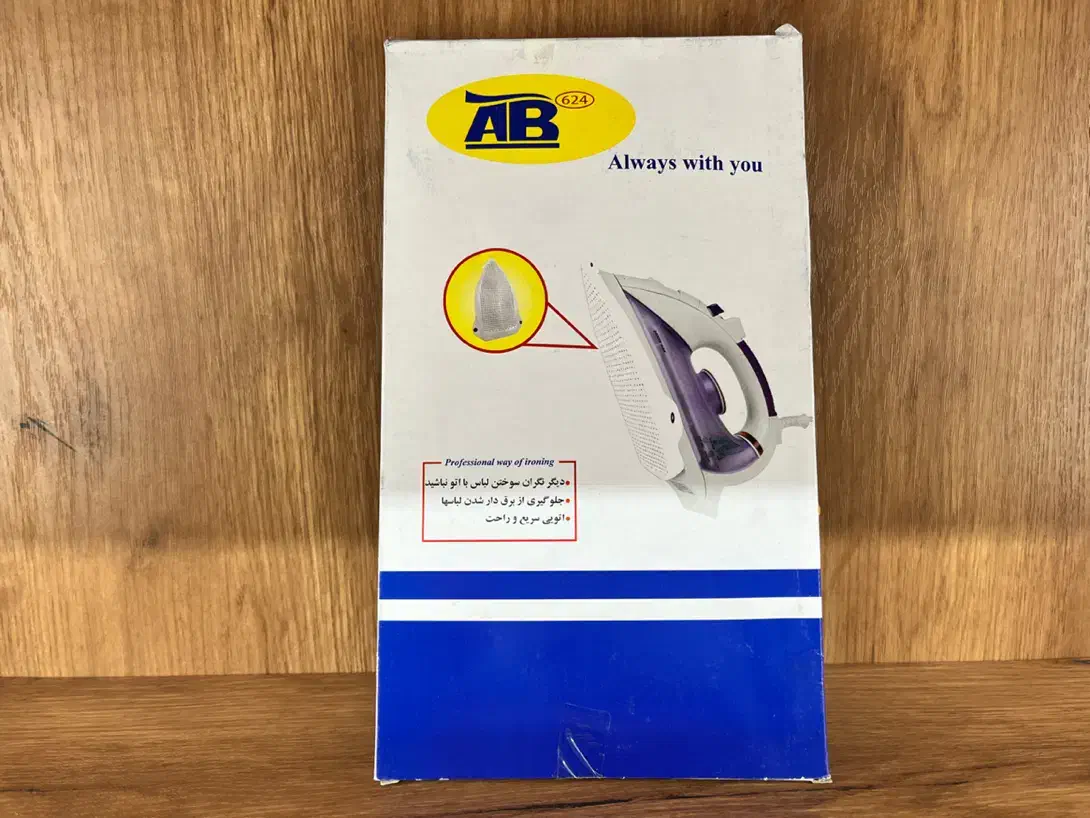 AB 624
Always with you
Professional way of ironing
•دیگر نگران سوختن لباس با اتو نباشید
•جلوگیری از برق دار شدن لباسها
•اتویی سریع و راحت